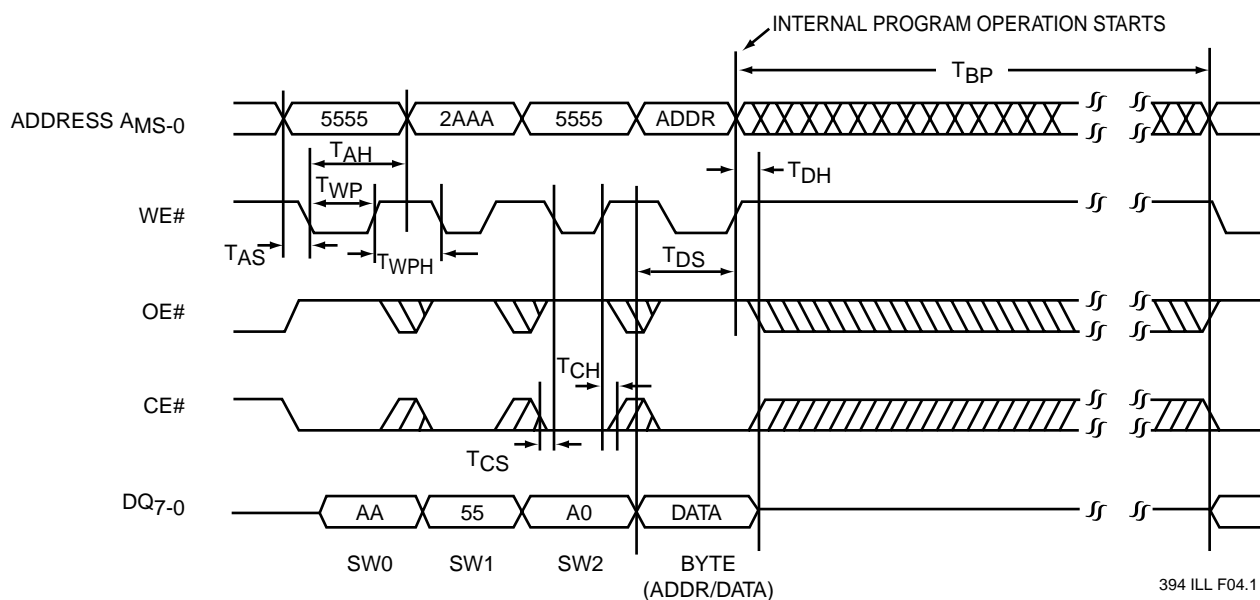 INTERNAL PROGRAM OPERATION STARTS
TBP
ADDRESS AMS-0
5555
2AAA
5555
ADDR
TAH
TDH
TWP
WE#
TAS
TWPH
TDS
OE#
TCH
CE#
TCS
DQ7-0
AA
55
A0
DATA
SW0
SW1
SW2
BYTE
(ADDR/DATA)
394 ILL F04.1